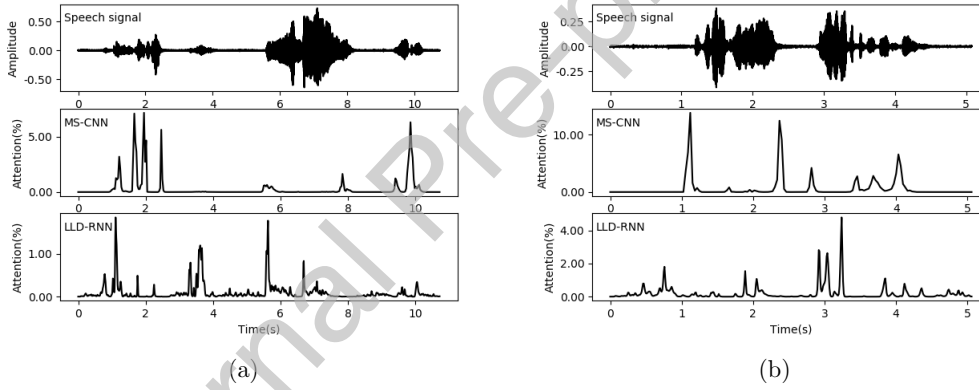 Speech signal
Amplitude
0.50
0.00
-0.50
0 2 4 6 8 10
MS-CNN
Attention(%)
5.00
0.00
0 2 4 6 8 10
LLD-RNN
Attention(%)
1.00
0.00
0 2 4 6 8 10
Time(s)
(a)
Speech signal
Amplitude
0.25
0.00
-0.25
0 1 2 3 4 5
MS-CNN
Attention(%)
10.00
0.00
0 1 2 3 4 5
LLD-RNN
Attention(%)
4.00
2.00
0.00
0 1 2 3 4 5
Time(s)
(b)
rnal Pre-p